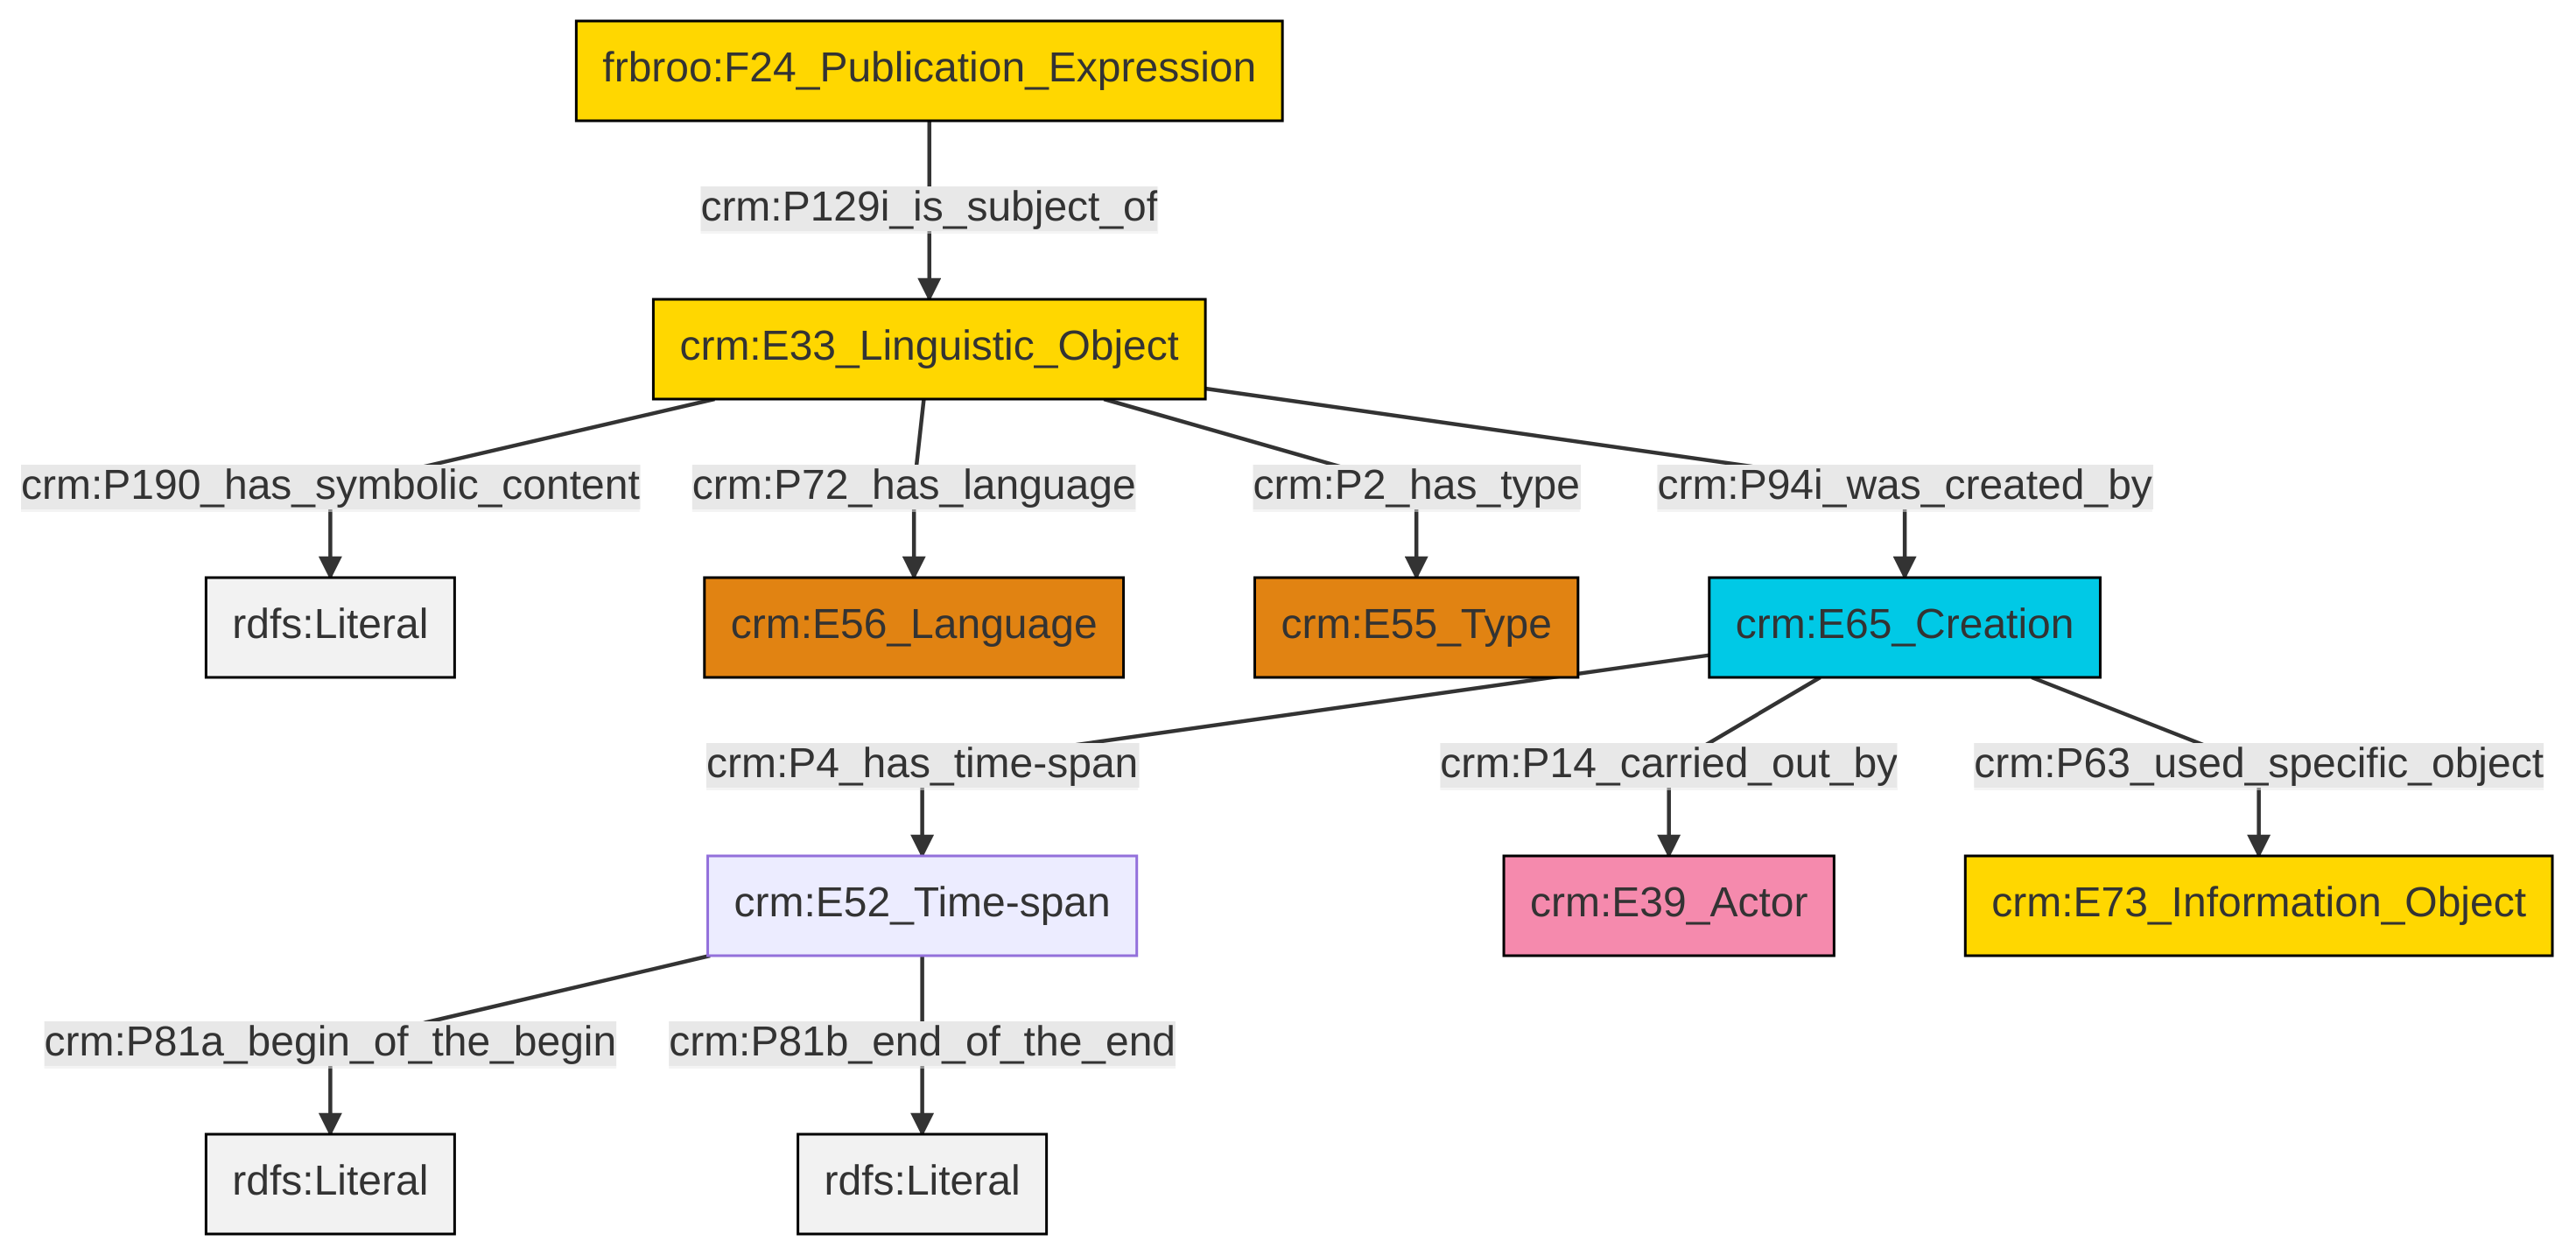 frbroo:F24_Publication_Expression
crm:P129i_is_subject_of
crm:E33_Linguistic_Object
crm:P190_has_symbolic_content
crm:P72_has_language
crm:P2_has_type
crm:P94i_was_created_by
rdfs:Literal
crm:E56_Language
crm:E55_Type
crm:E65_Creation
crm:P4_has_time-span
crm:P14_carried_out_by
crm:P63_used_specific_object
crm:E52_Time-span
crm:E39_Actor
crm:E73_Information_Object
crm:P81a_begin_of_the_begin
crm:P81b_end_of_the_end
rdfs:Literal
rdfs:Literal